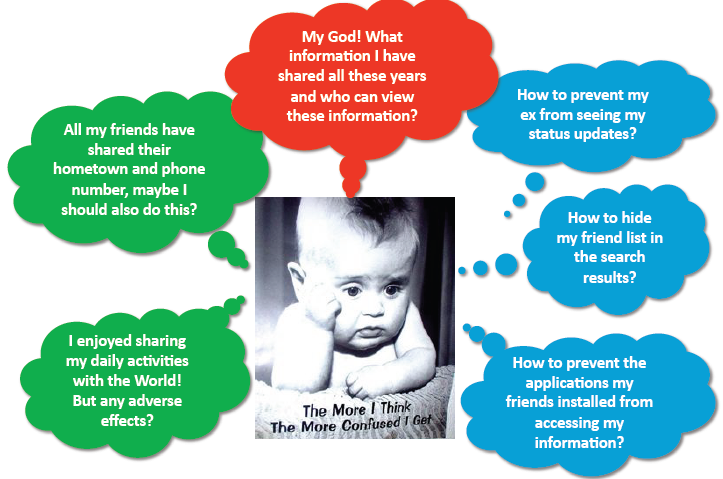 My God! What
information I have
shared all these years
and who can view
these information?
How to prevent my
ex from seeing my
status updates?
All my friends have
shared their
hometown and phone
number, maybe I
should also do this?
How to hide
my friend list in
the search
results?
I enjoyed sharing
my daily activities
with the World!
But any adverse
effects?
How to prevent the
applications my
friends installed from
accessing my
information?
The More I Think
The More Confused I Get